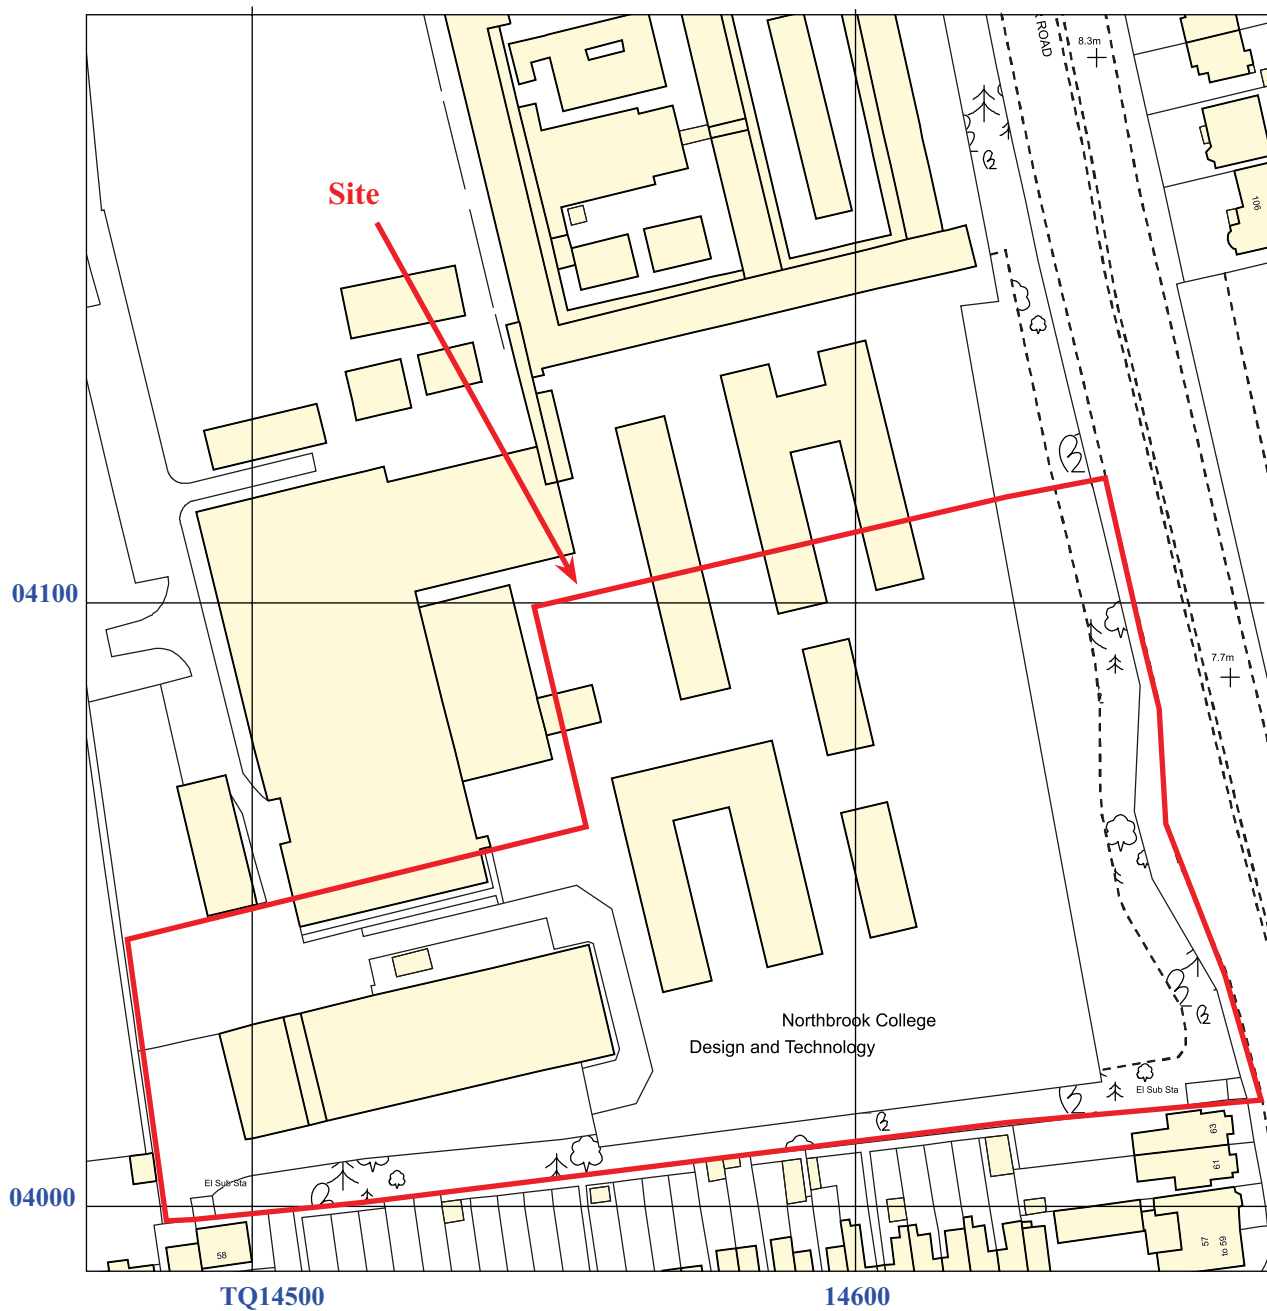 ROAD
8.3m
Site
106
04100
7.7m
Northbrook College
Design and Technology
El Sub Sta
63
61
El Sub Sta
04000
58
57
to 59
TQ14500
14600